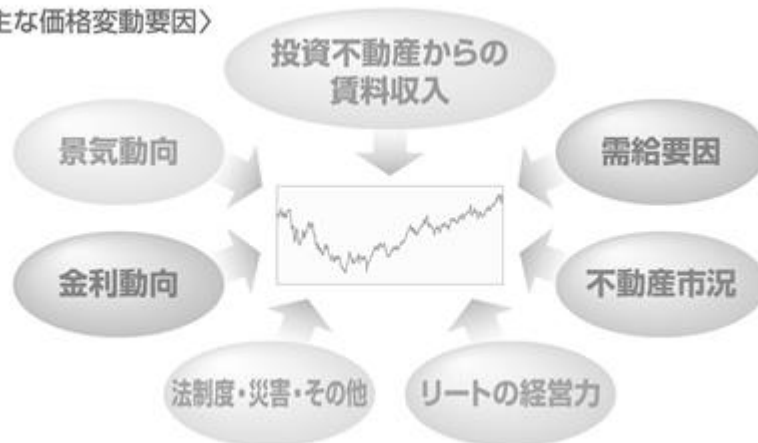 主な価格変動要因〉
投資不動産からの
賃料収入
景気動向
需給要因
金利動向
不動産市況
法制度・災害・その他
リートの経営力